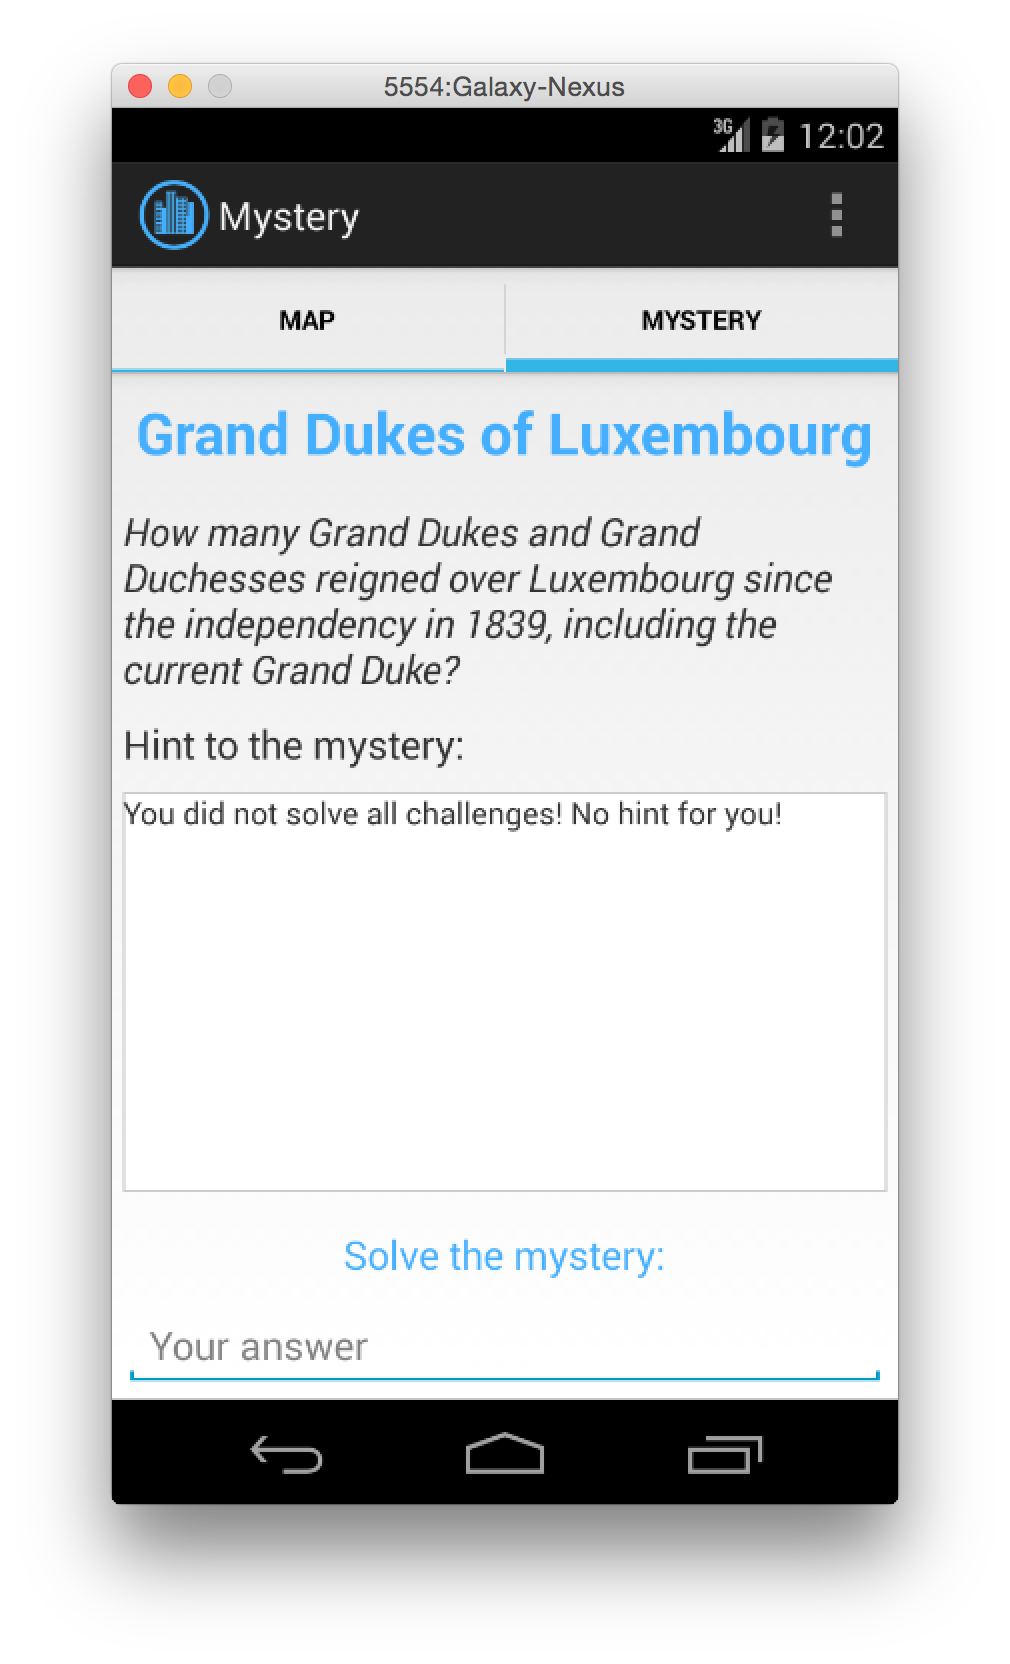 5554:Galaxy-Nexus
3G 12:02
Mystery
MAP MYSTERY
Grand Dukes of Luxembourg
How many Grand Dukes and Grand
Duchesses reigned over Luxembourg since
the independency in 1839, including the
current Grand Duke?
Hint to the mystery:
You did not solve all challenges! No hint for you!
Solve the mystery:
Your answer